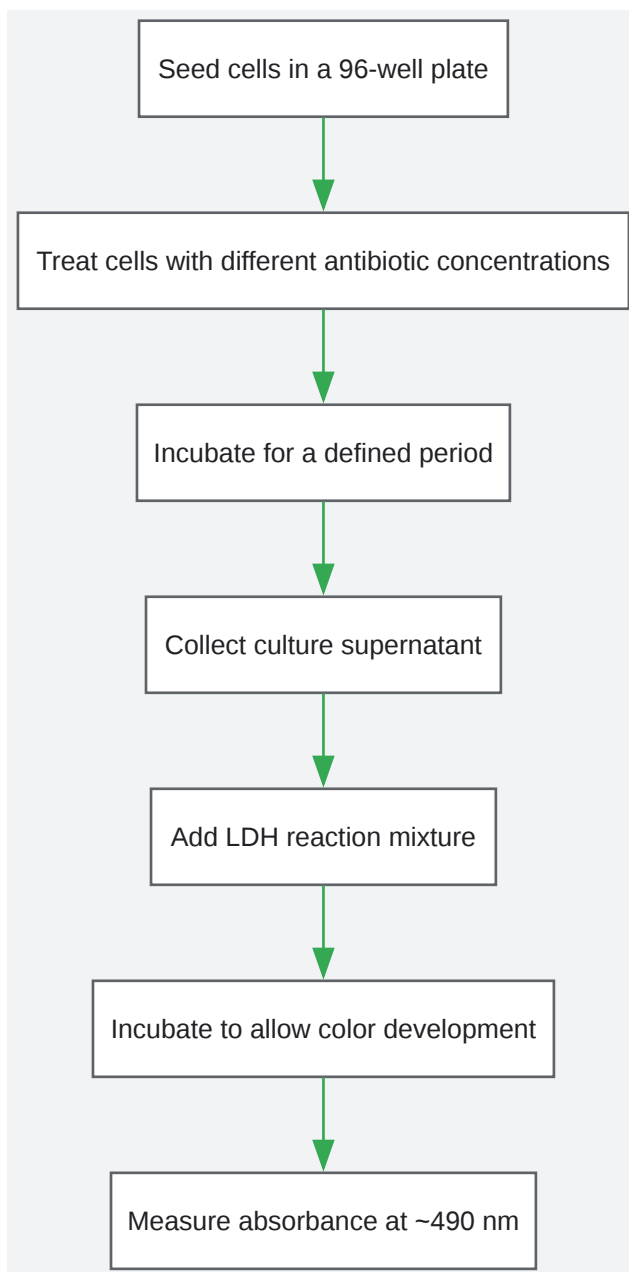 Seed cells in a 96-well plate
Treat cells with different antibiotic concentrations
Incubate for a defined period
Collect culture supernatant
Add LDH reaction mixture
Incubate to allow color development
Measure absorbance at ~490 nm